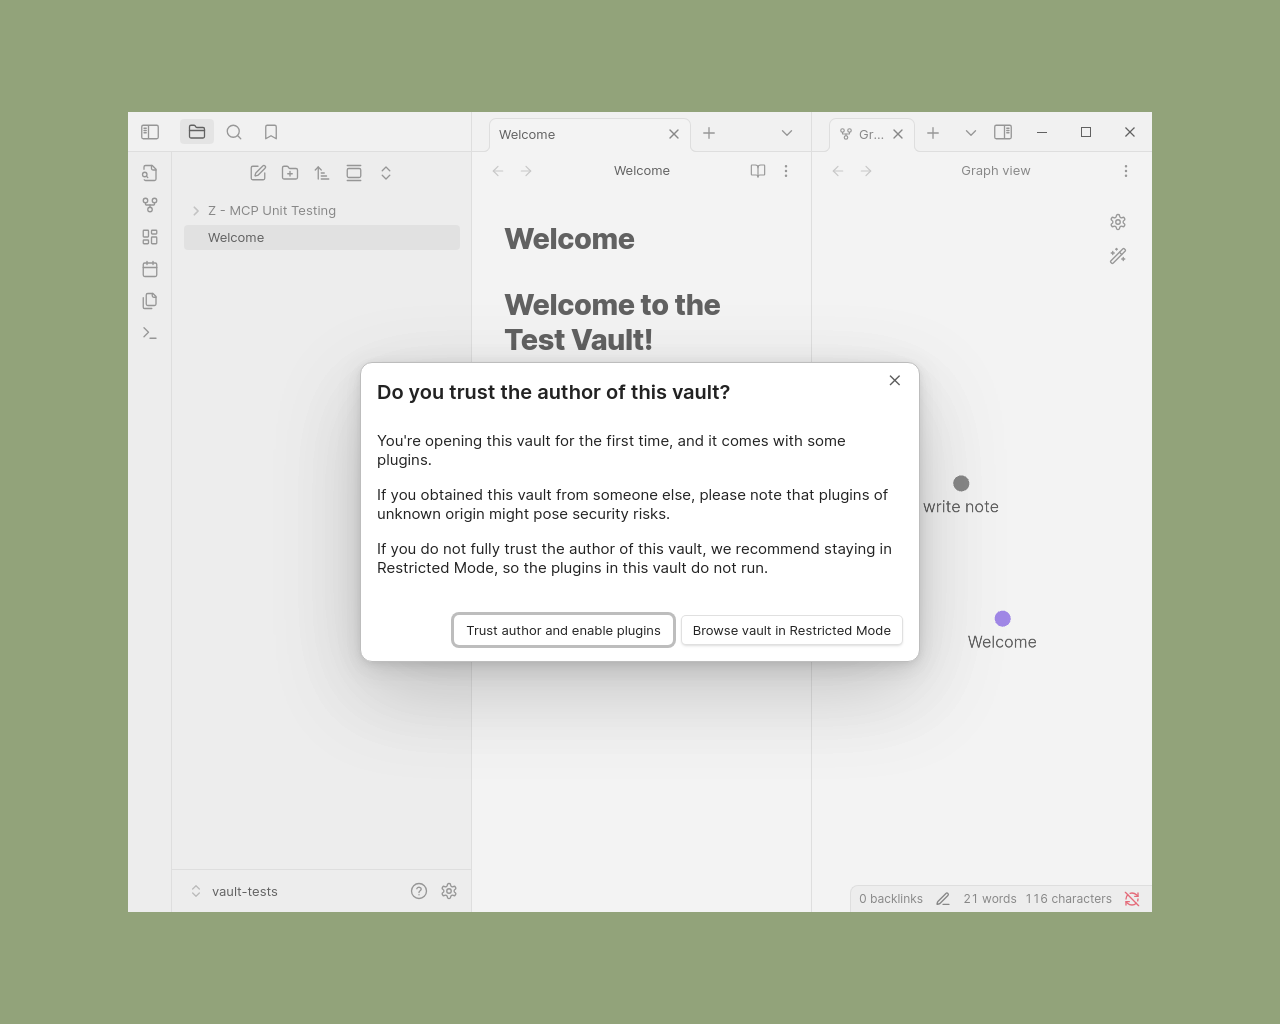 Welcome
Gr...
Welcome
Graph view
Z - MCP Unit Testing
Welcome
Welcome
Welcome to the
Test Vault!
Do you trust the author of this vault?
You're opening this vault for the first time, and it comes with some
plugins.
If you obtained this vault from someone else, please note that plugins of
unknown origin might pose security risks.
If you do not fully trust the author of this vault, we recommend staying in
Restricted Mode, so the plugins in this vault do not run.
Trust author and enable plugins
Browse vault in Restricted Mode
write note
Welcome
vault-tests
0 backlinks
21 words
116 characters